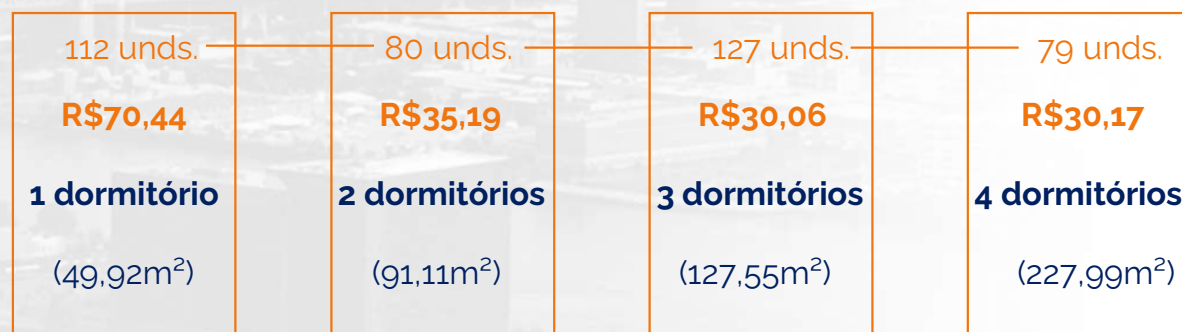 112 unds.
R$70,44
1 dormitório
(49,92m²)
80 unds.
R$35,19
2 dormitórios
(91,11m²)
127 unds.
R$30,06
3 dormitórios
(127,55m²)
79 unds.
R$30,17
4 dormitórios
(227,99m²)